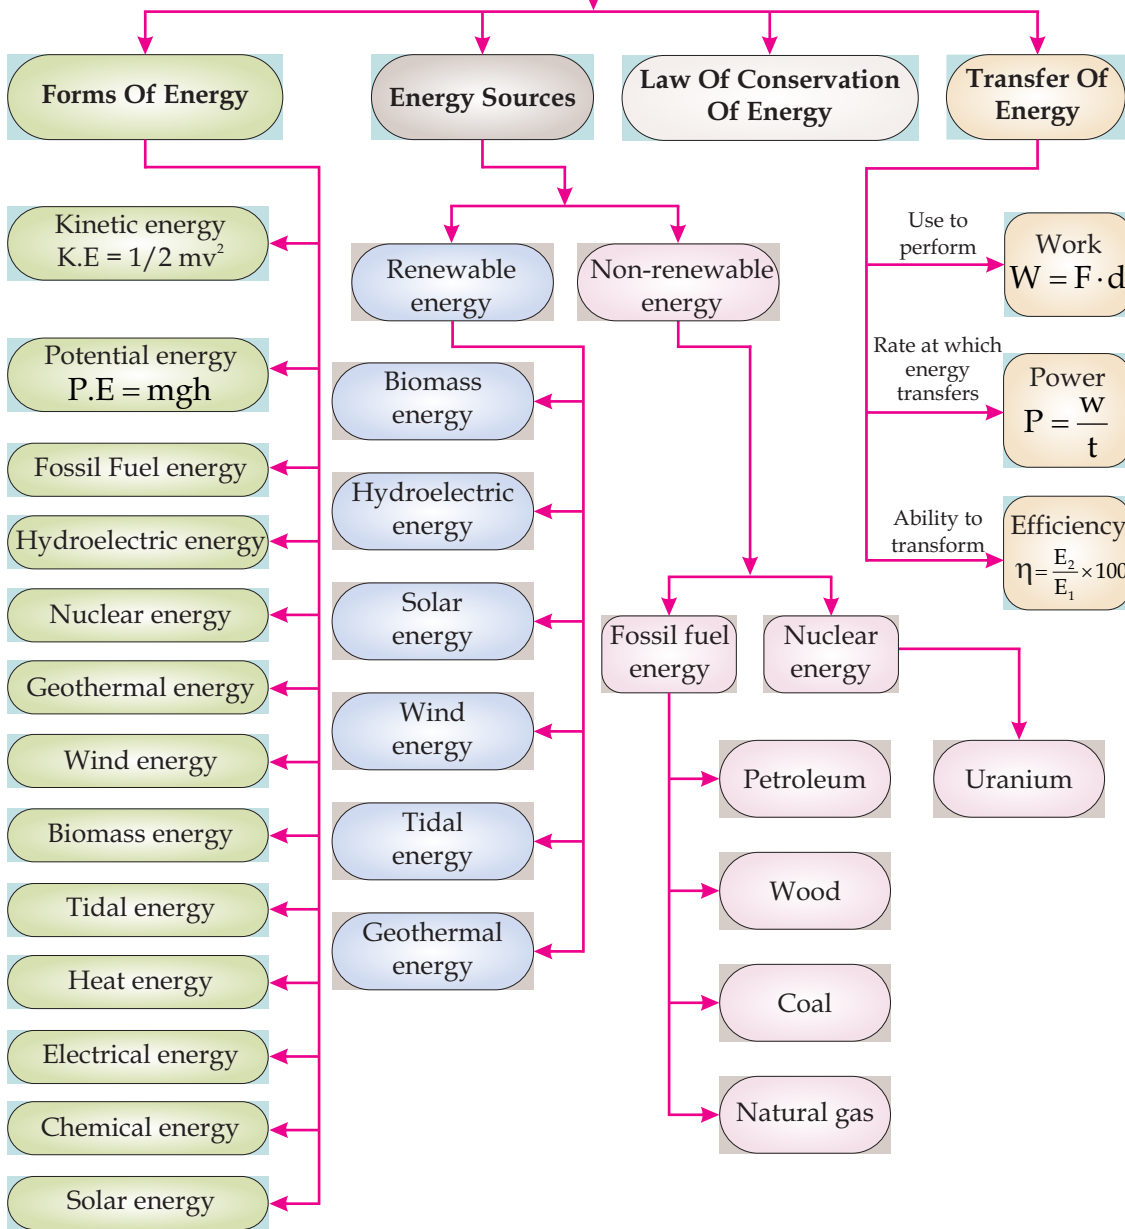 Forms Of Energy
Energy Sources
Law Of Conservation
Of Energy
Transfer Of
Energy
Kinetic energy
K.E = 1/2 mv²
Potential energy
P.E = mgh
Fossil Fuel energy
Hydroelectric energy
Nuclear energy
Geothermal energy
Wind energy
Biomass energy
Tidal energy
Heat energy
Electrical energy
Chemical energy
Solar energy
Renewable
energy
Non-renewable
energy
Biomass
energy
Hydroelectric
energy
Solar
energy
Wind
energy
Tidal
energy
Geothermal
energy
Fossil fuel
energy
Nuclear
energy
Petroleum
Wood
Coal
Natural gas
Uranium
Use to
perform
Work
W = F · d
Rate at which
energy
transfers
Power
P = w/t
Ability to
transform
Efficiency
η = E₂/E₁ × 100